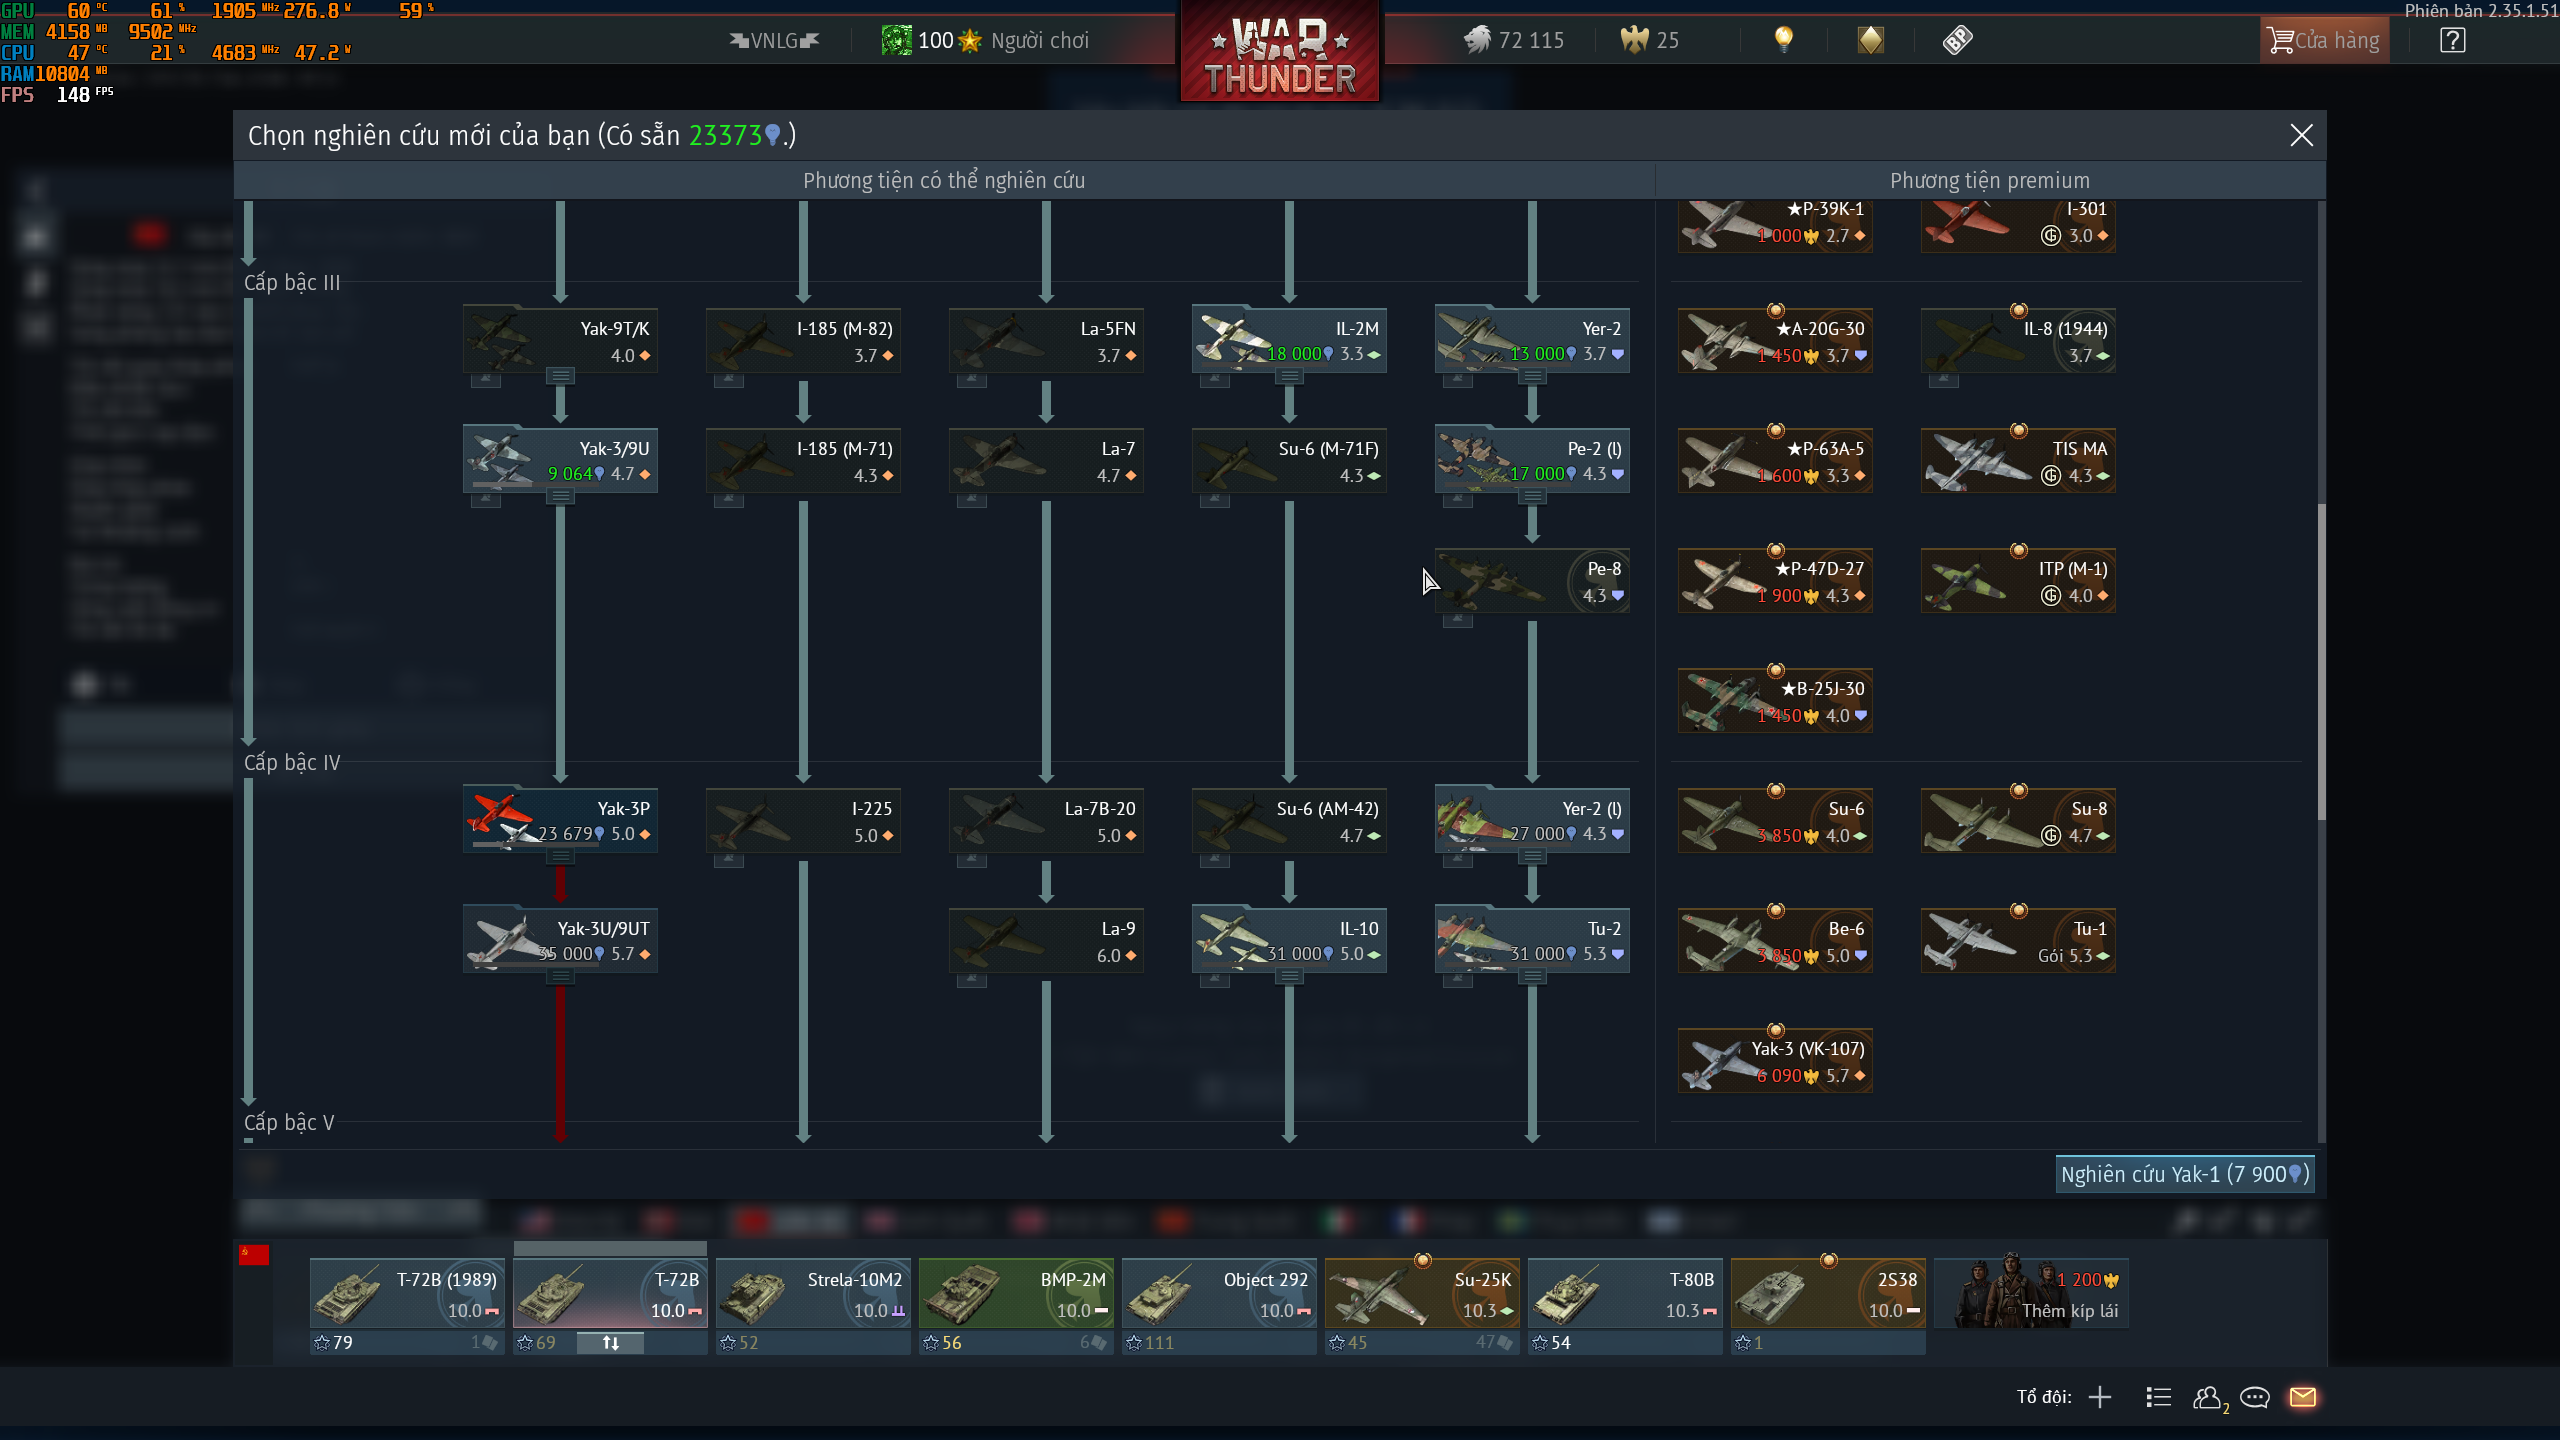 GPU 60 °C 61 % 1905 MHz 276.8 W 59 %
MEM 4158 MB 9502 MHz
CPU 47 °C 21 % 4683 MHz 47.2 W
RAM 10804 MB
FPS 148 FPS
Phiên bản 2.35.1.51
VNLG
100 Người chơi
WAR THUNDER
72 115
25
BP
Cửa hàng
?
Chọn nghiên cứu mới của bạn (Có sẵn 23373.)
Phương tiện có thể nghiên cứu
Phương tiện premium
★P-39K-1
1 000 2.7
I-301
3.0
Cấp bậc III
Yak-9T/K
4.0
I-185 (M-82)
3.7
La-5FN
3.7
IL-2M
18 000 3.3
Yer-2
13 000 3.7
★A-20G-30
1 450 3.7
IL-8 (1944)
3.7
Yak-3/9U
9 064 4.7
I-185 (M-71)
4.3
La-7
4.7
Su-6 (M-71F)
4.3
Pe-2 (l)
17 000 4.3
★P-63A-5
1 600 3.3
TIS MA
4.3
Pe-8
4.3
★P-47D-27
1 900 4.3
ITP (M-1)
4.0
★B-25J-30
1 450 4.0
Cấp bậc IV
Yak-3P
23 679 5.0
I-225
5.0
La-7B-20
5.0
Su-6 (AM-42)
4.7
Yer-2 (l)
27 000 4.3
Su-6
3 850 4.0
Su-8
4.7
Yak-3U/9UT
35 000 5.7
La-9
6.0
IL-10
31 000 5.0
Tu-2
31 000 5.3
Be-6
3 850 5.0
Tu-1
Gói 5.3
Yak-3 (VK-107)
6 090 5.7
Cấp bậc V
Nghiên cứu Yak-1 (7 900)
T-72B (1989)
10.0
79 1
T-72B
10.0
69
Strela-10M2
10.0
52
BMP-2M
10.0
56 6
Object 292
10.0
111
Su-25K
10.3
45 47
T-80B
10.3
54
2S38
10.0
1
1 200
Thêm kíp lái
Tổ đội:
2